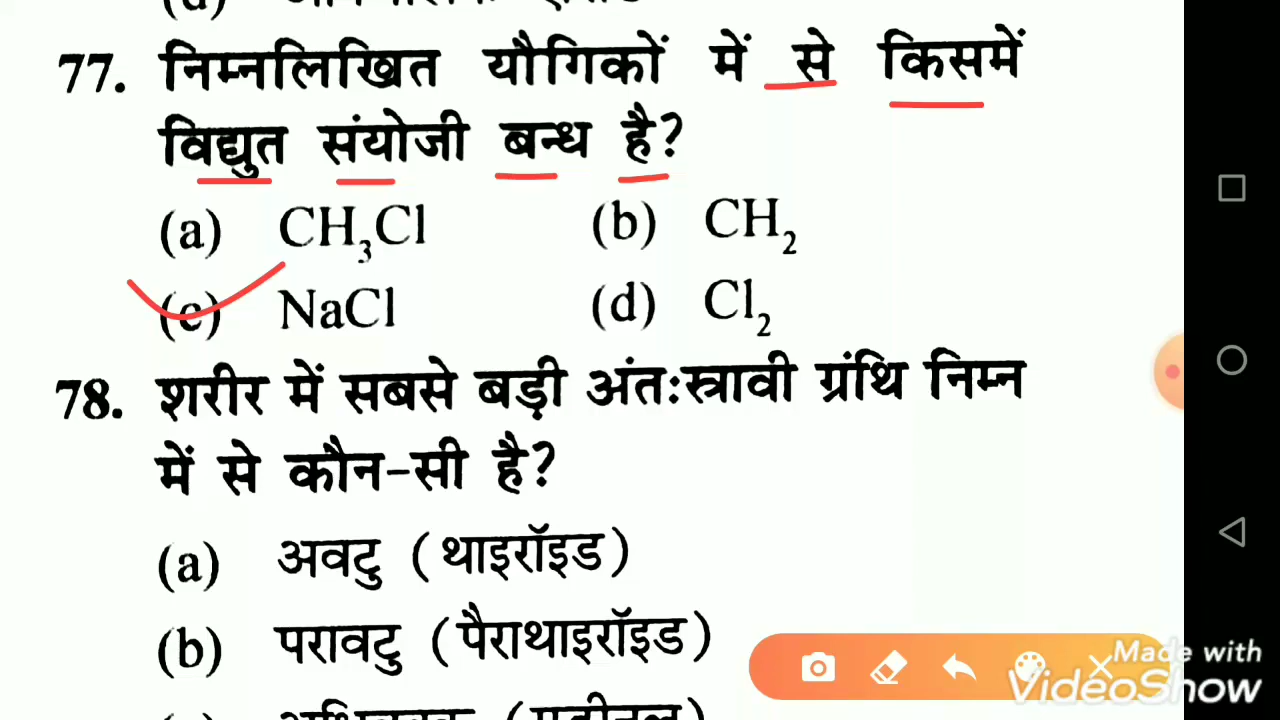 77. निम्नलिखित यौगिकों में से किसमें
विद्युत संयोजी बन्ध है?
(a) CH₃Cl (b) CH₂
(c) NaCl (d) Cl₂
78. शरीर में सबसे बड़ी अंतःस्त्रावी ग्रंथि निम्न
में से कौन-सी है?
(a) अवटु (थाइरॉइड)
(b) परावटु (पैराथाइरॉइड)
Made with
VideoShow